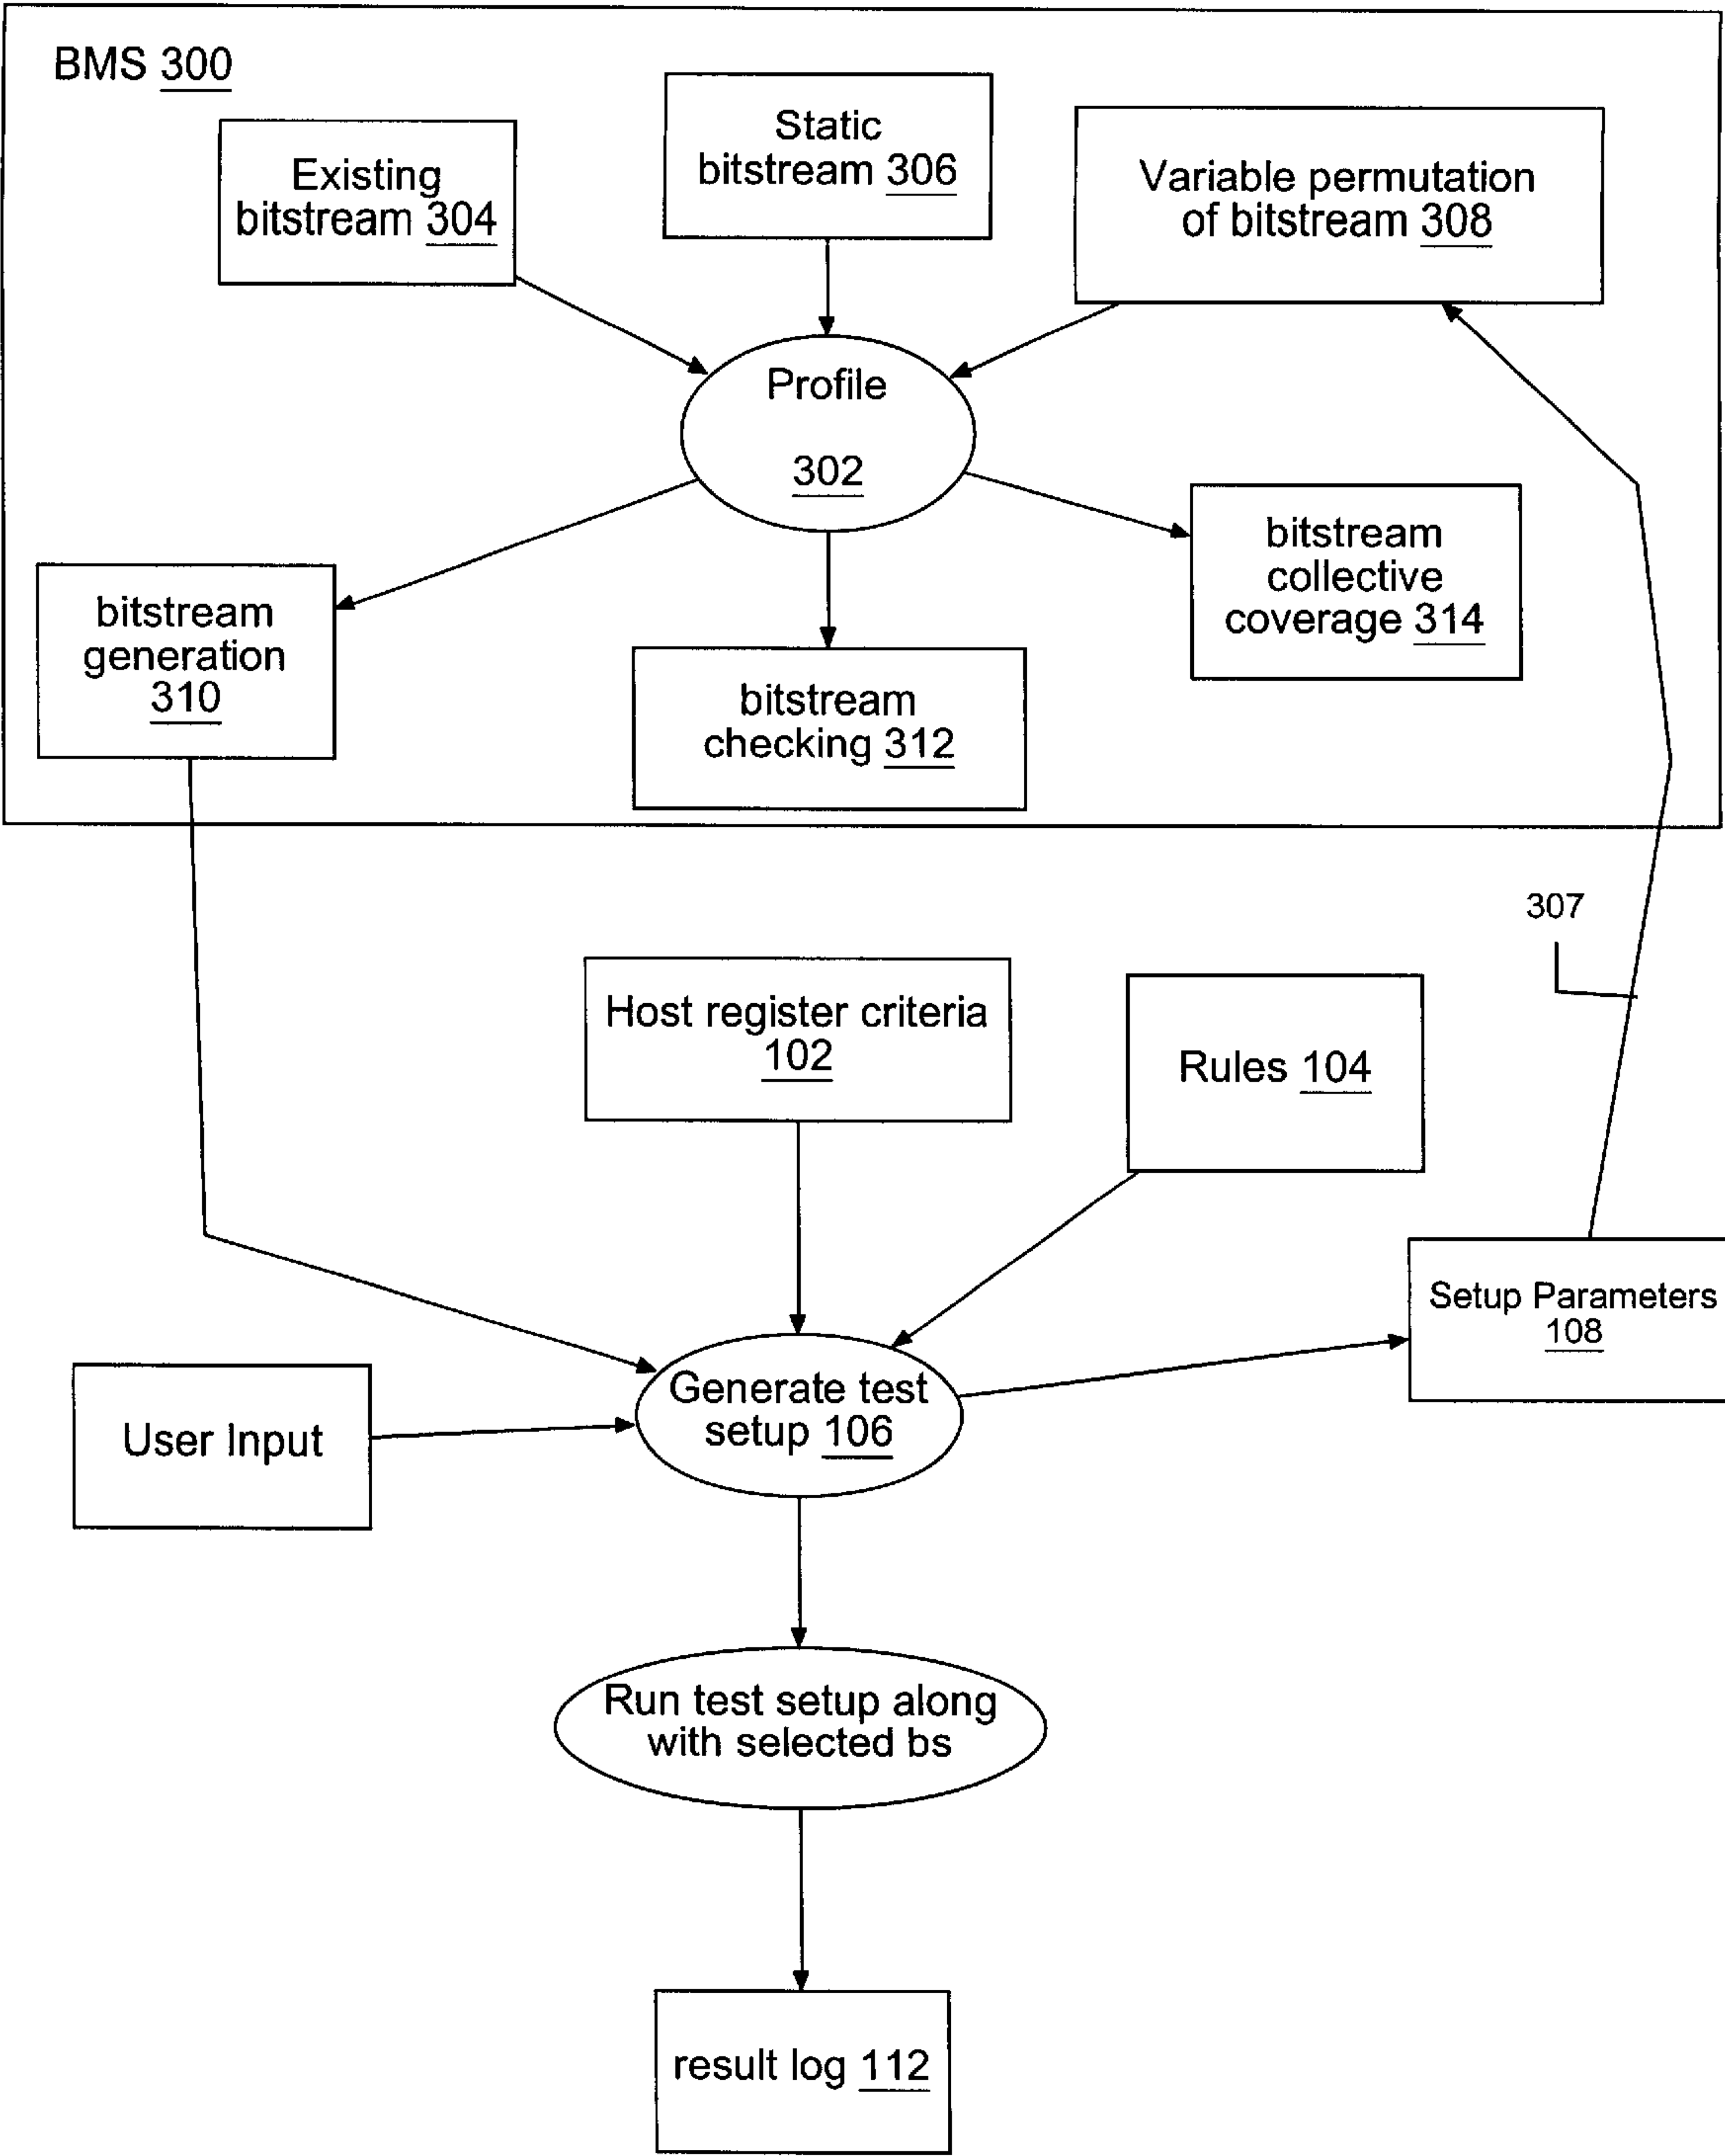 BMS 300
Existing
bitstream 304
Static
bitstream 306
Variable permutation
of bitstream 308
Profile
302
bitstream
generation
310
bitstream
checking 312
bitstream
collective
coverage 314
307
Host register criteria
102
Rules 104
Setup Parameters
108
User Input
Generate test
setup 106
Run test setup along
with selected bs
result log 112